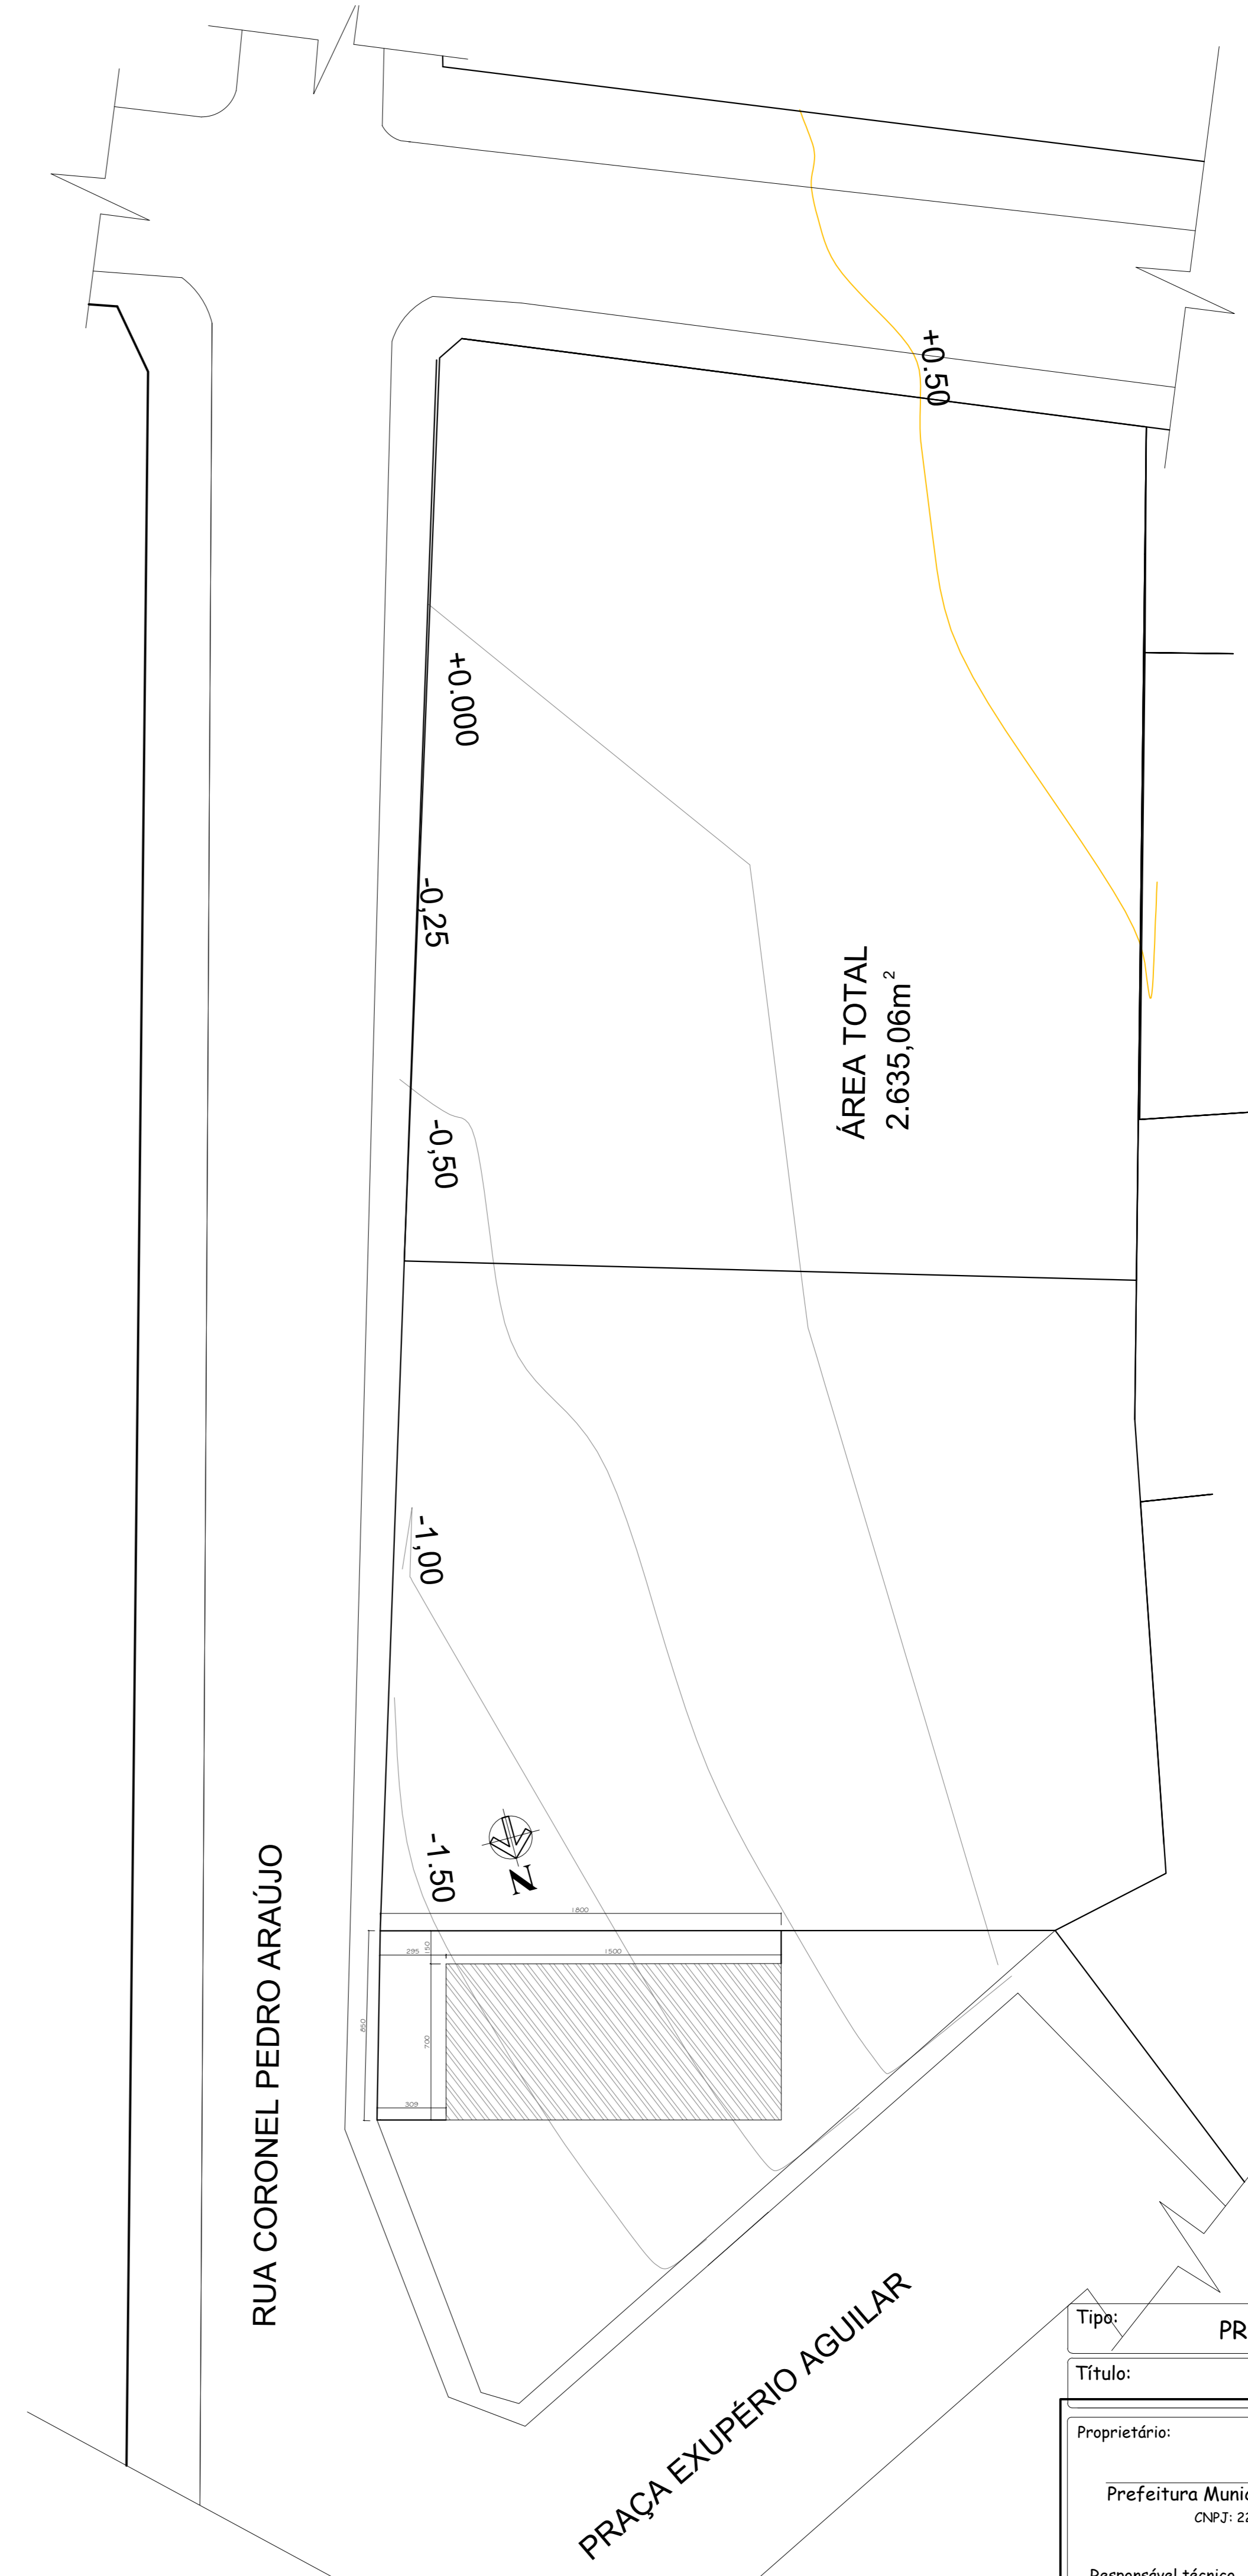 +0.50
+0.000
-0,25
ÁREA TOTAL
2.635,06m²
-0,50
-1,00
-1.50
N
1800
295
150
1500
850
700
309
RUA CORONEL PEDRO ARAÚJO
PRAÇA EXUPÉRIO AGUILAR
Tipo:
PR
Título:
Proprietário:
Prefeitura Munic
CNPJ: 22
Responsável técnico